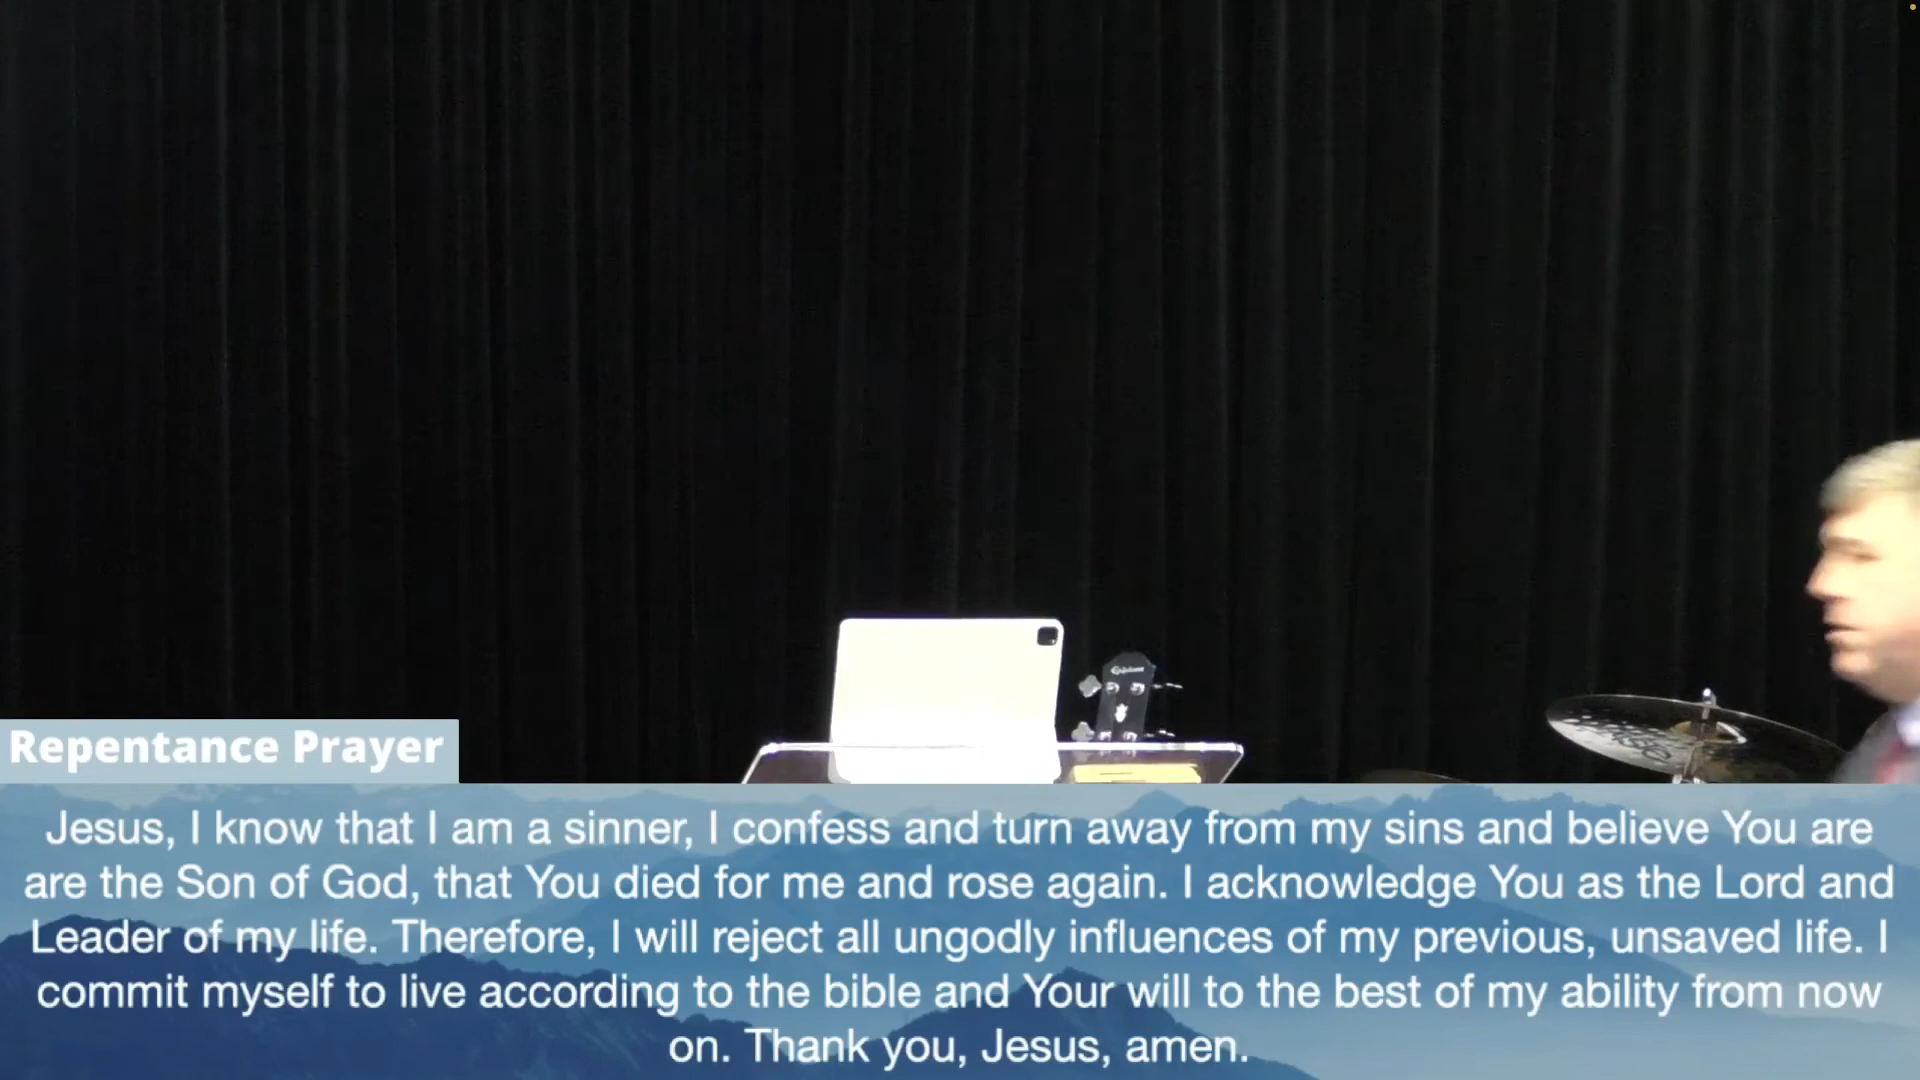 Repentance Prayer
Jesus, I know that I am a sinner, I confess and turn away from my sins and believe You are
are the Son of God, that You died for me and rose again. I acknowledge You as the Lord and
Leader of my life. Therefore, I will reject all ungodly influences of my previous, unsaved life. I
commit myself to live according to the bible and Your will to the best of my ability from now
on. Thank you, Jesus, amen.